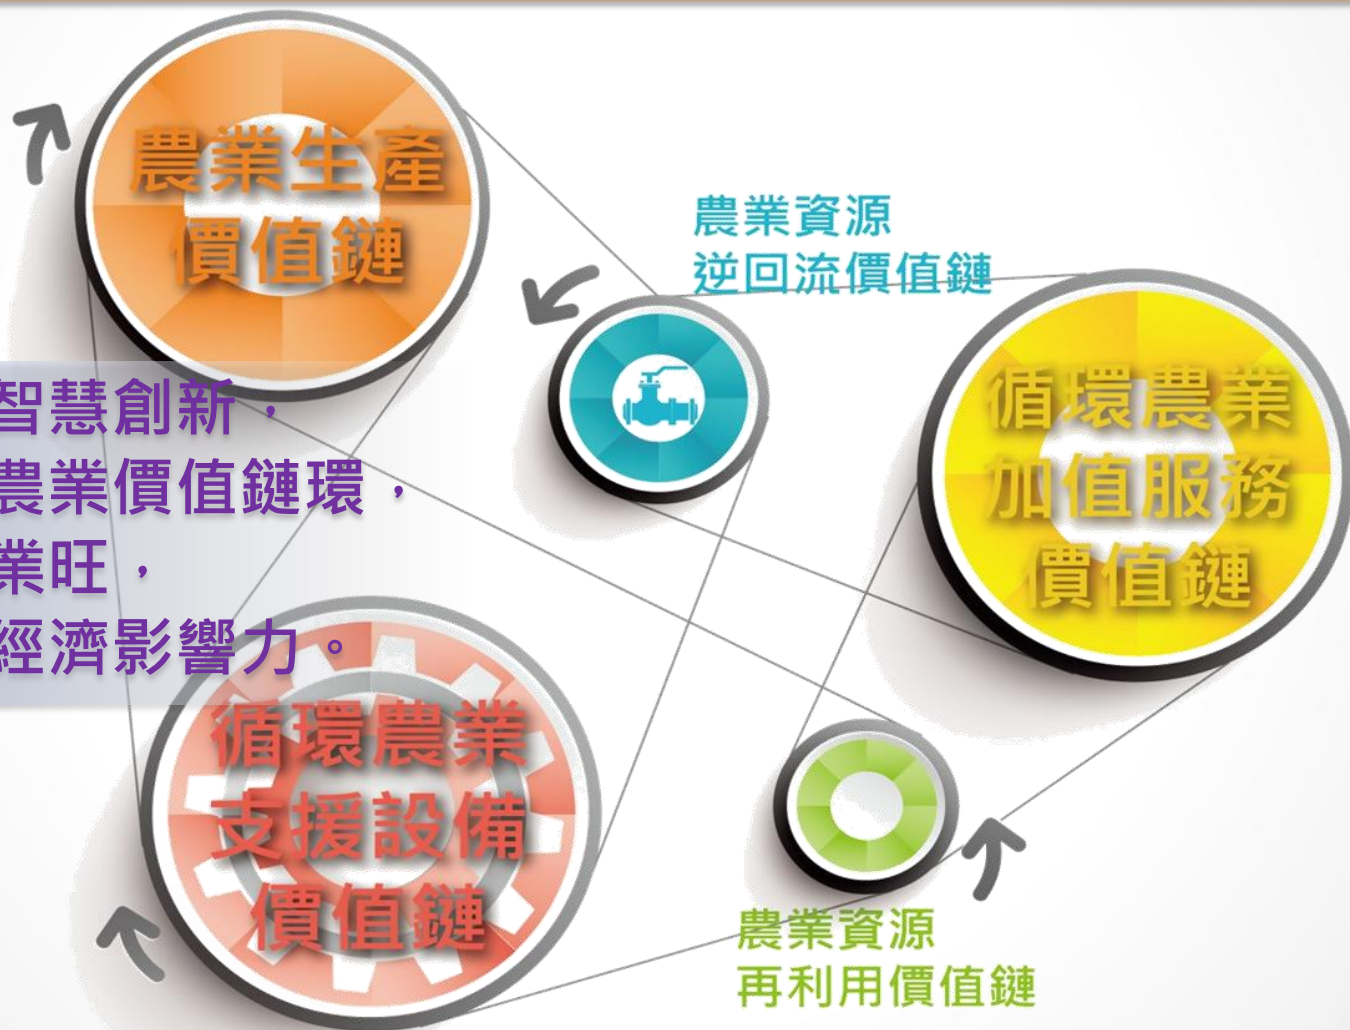 農業生產
價值鏈
農業資源
逆回流價值鏈
智慧創新，
農業價值鏈環，
業旺，
經濟影響力。
循環農業
加值服務
價值鏈
循環農業
支援設備
價值鏈
農業資源
再利用價值鏈